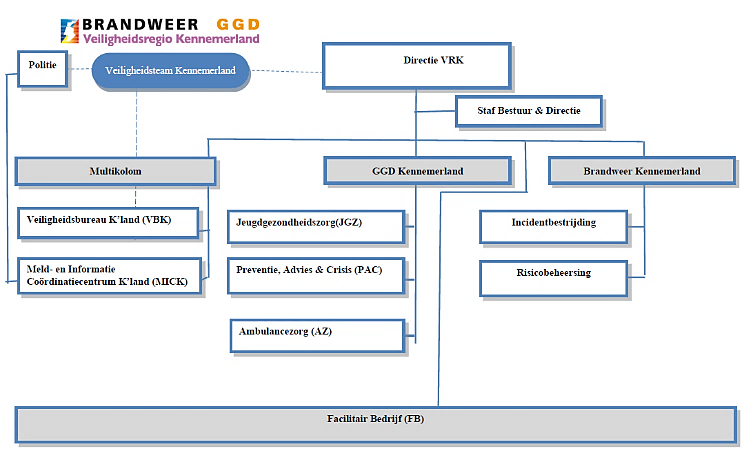 BRANDWEER GGD
Veiligheidsregio Kennemerland
Politie
Veiligheidsteam Kennemerland
Directie VRK
Staf Bestuur & Directie
Multikolom
GGD Kennemerland
Brandweer Kennemerland
Veiligheidsbureau K'land (VBK)
Jeugdgezondheidszorg(JGZ)
Incidentbestrijding
Meld- en Informatie
Coördinatiecentrum K'land (MICK)
Preventie, Advies & Crisis (PAC)
Risicobeheersing
Ambulancezorg (AZ)
Facilitair Bedrijf (FB)